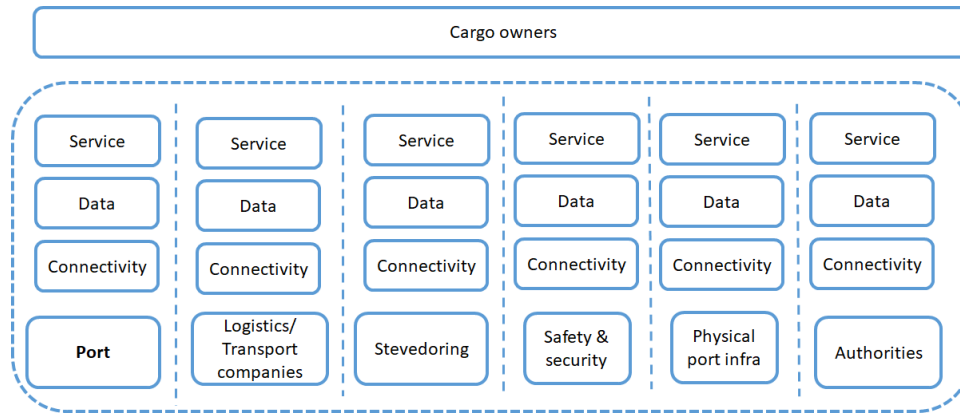 Cargo owners
Service
Service
Service
Service
Service
Service
Data
Data
Data
Data
Data
Data
Connectivity
Connectivity
Connectivity
Connectivity
Connectivity
Connectivity
Port
Logistics/
Transport
companies
Stevedoring
Safety &
security
Physical
port infra
Authorities